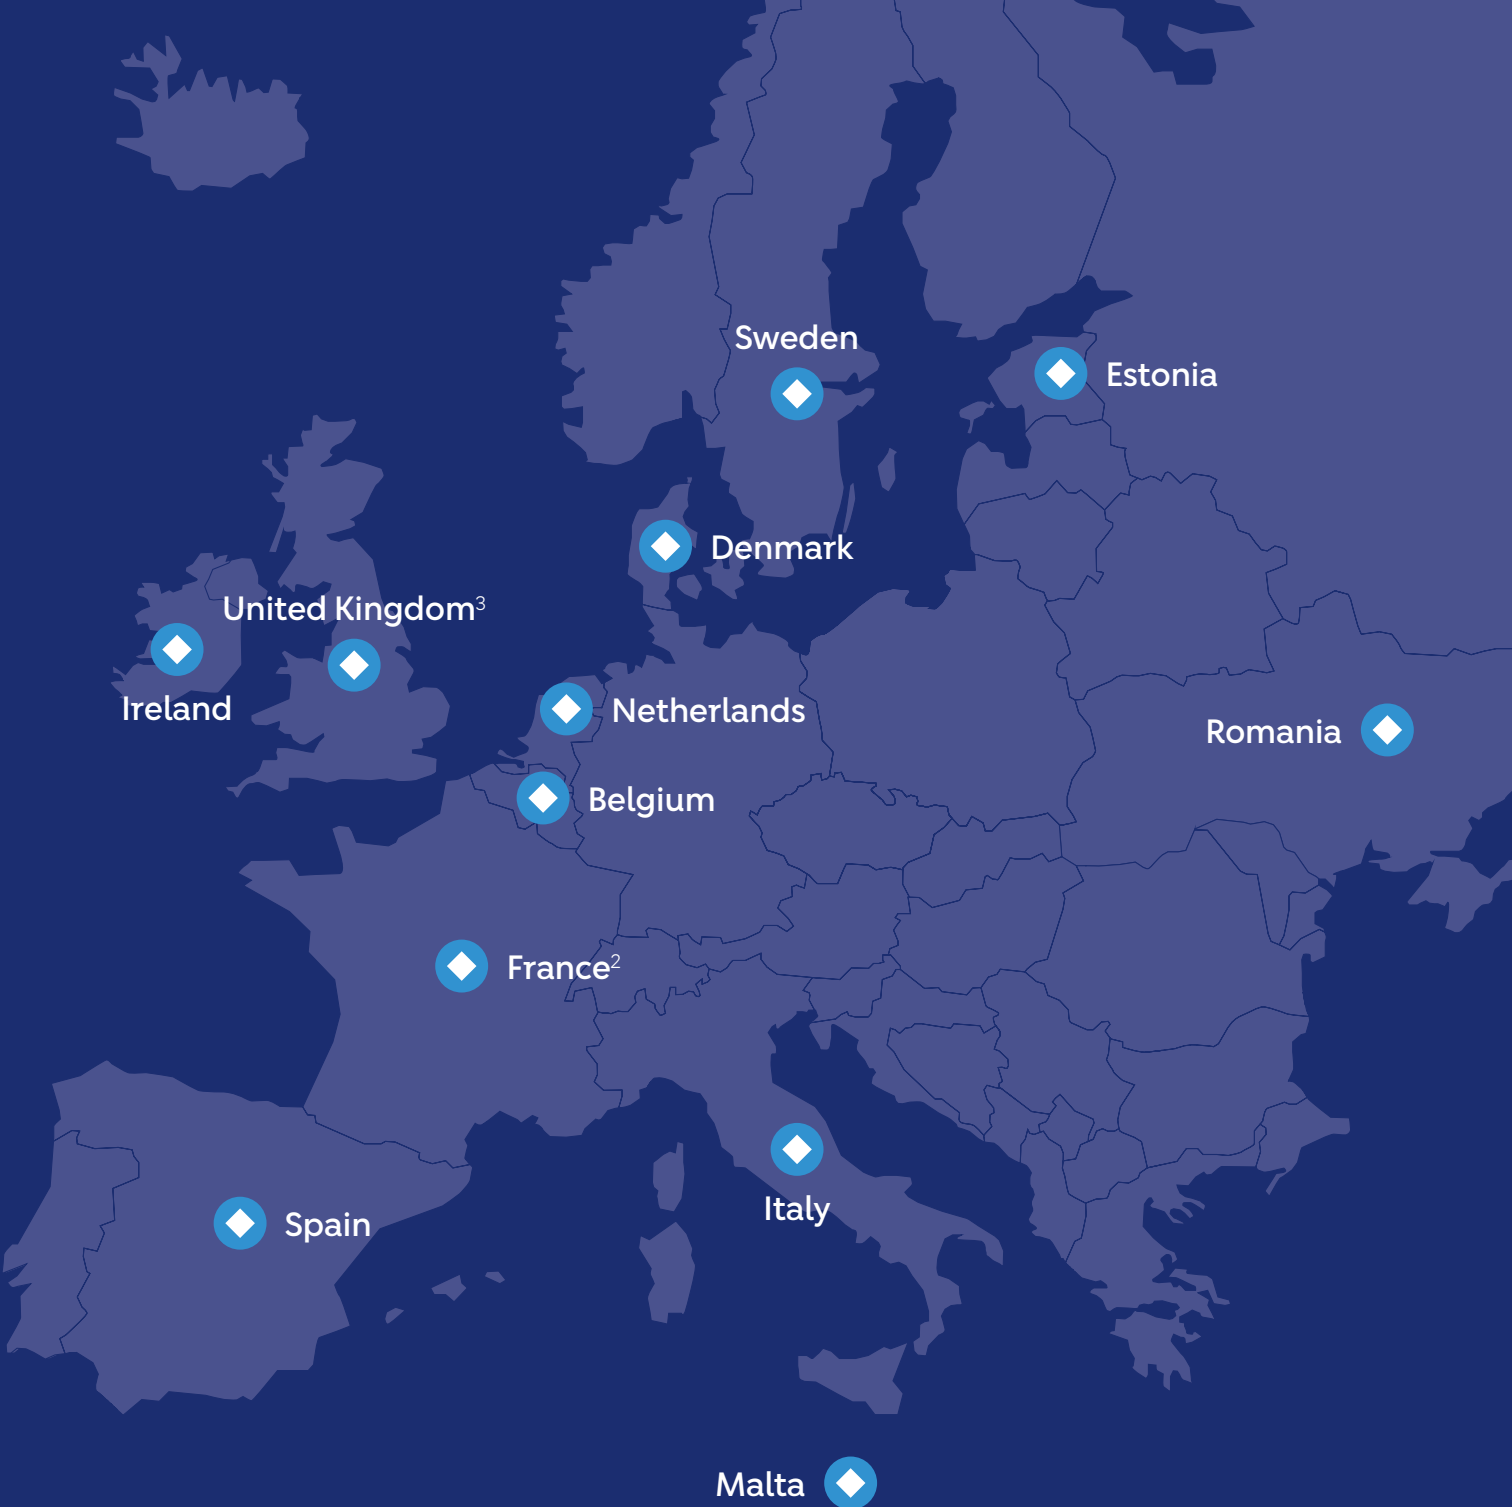 Sweden
Estonia
Denmark
United Kingdom³
Ireland
Netherlands
Romania
Belgium
France²
Italy
Spain
Malta